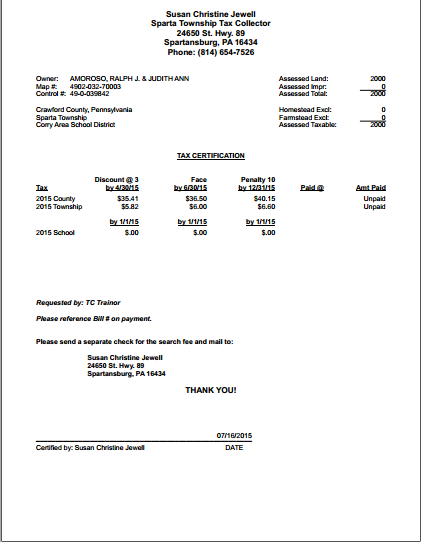 Susan Christine Jewell
Sparta Township Tax Collector
24650 St. Hwy. 89
Spartansburg, PA 16434
Phone: (814) 654-7526
Owner: AMOROSO, RALPH J. & JUDITH ANN Assessed Land: 2000
Map #: 4902-032-70003 Assessed Impr: 0
Control #: 49-0-039842 Assessed Total: 2000
Crawford County, Pennsylvania Homestead Excl: 0
Sparta Township Farmstead Excl: 0
Corry Area School District Assessed Taxable: 2000
TAX CERTIFICATION
Discount @ 3 Face Penalty 10
Tax by 4/30/15 by 6/30/15 by 12/31/15 Paid @ Amt Paid
2015 County $35.41 $36.50 $40.15 Unpaid
2015 Township $5.82 $6.00 $6.60 Unpaid
by 1/1/15 by 1/1/15 by 1/1/15
2015 School $.00 $.00 $.00
Requested by: TC Trainor
Please reference Bill # on payment.
Please send a separate check for the search fee and mail to:
Susan Christine Jewell
24650 St. Hwy. 89
Spartansburg, PA 16434
THANK YOU!
07/16/2015
Certified by: Susan Christine Jewell DATE